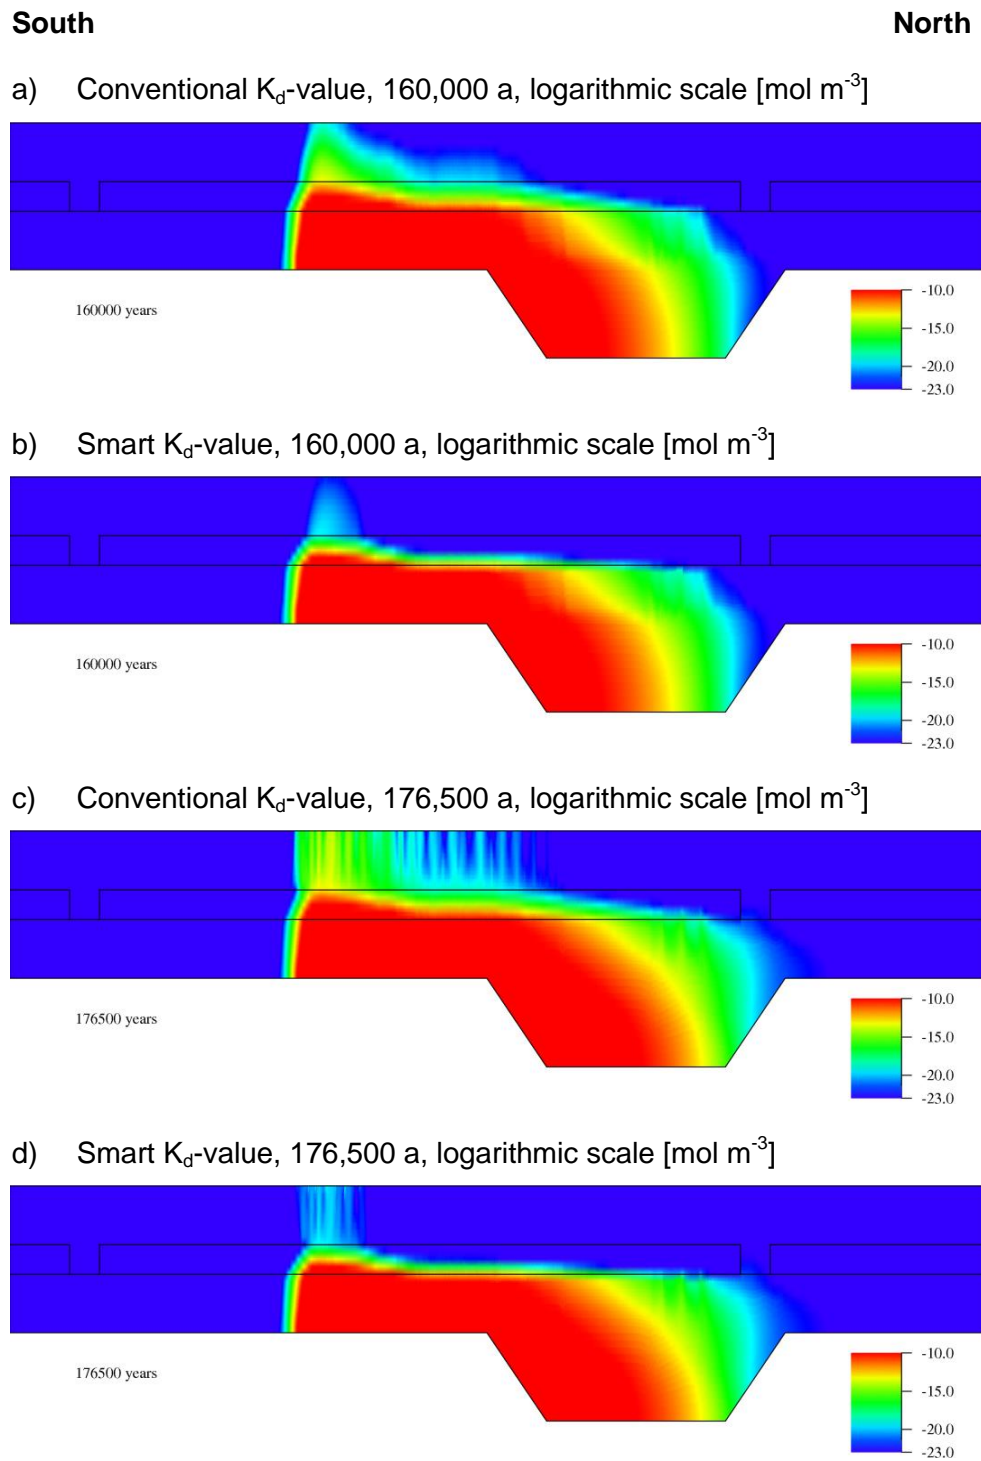 South North
a) Conventional Kd-value, 160,000 a, logarithmic scale [mol m-3]
160000 years
-10.0
-15.0
-20.0
-23.0
b) Smart Kd-value, 160,000 a, logarithmic scale [mol m-3]
160000 years
-10.0
-15.0
-20.0
-23.0
c) Conventional Kd-value, 176,500 a, logarithmic scale [mol m-3]
176500 years
-10.0
-15.0
-20.0
-23.0
d) Smart Kd-value, 176,500 a, logarithmic scale [mol m-3]
176500 years
-10.0
-15.0
-20.0
-23.0